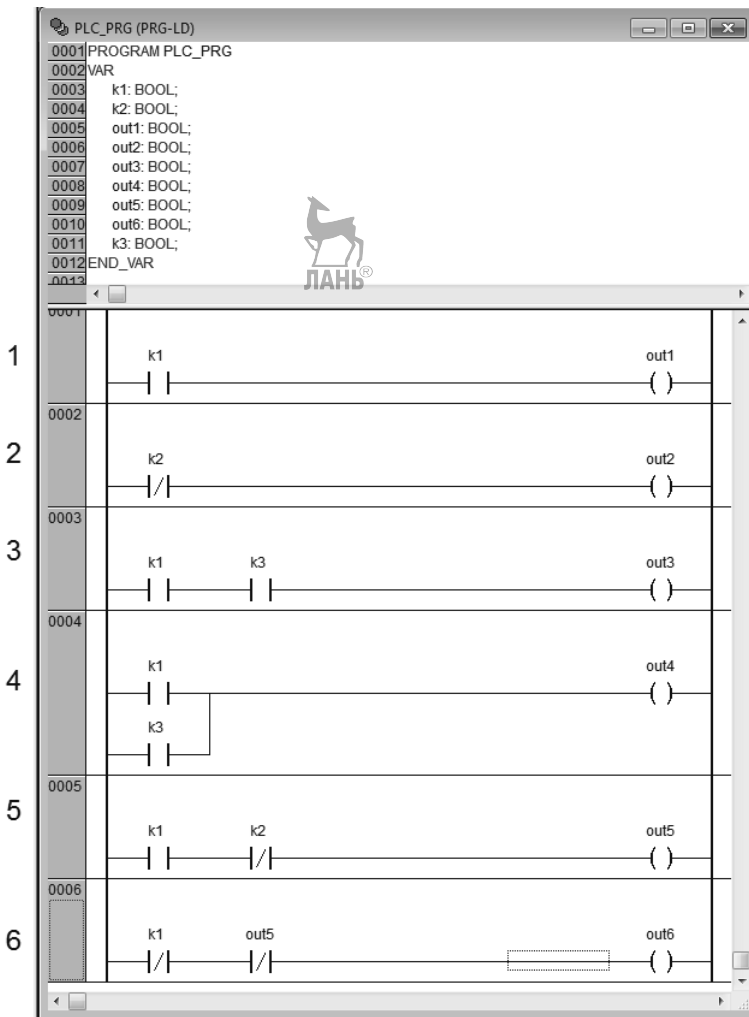 PLC_PRG (PRG-LD)
0001 PROGRAM PLC_PRG
0002 VAR
0003 k1: BOOL;
0004 k2: BOOL;
0005 out1: BOOL;
0006 out2: BOOL;
0007 out3: BOOL;
0008 out4: BOOL;
0009 out5: BOOL;
0010 out6: BOOL;
0011 k3: BOOL;
0012 END_VAR
0013
ЛАНЬ®
0001
1
k1 out1
0002
2
k2 out2
0003
3
k1 k3 out3
0004
4
k1 out4
k3
0005
5
k1 k2 out5
0006
6
k1 out5 out6